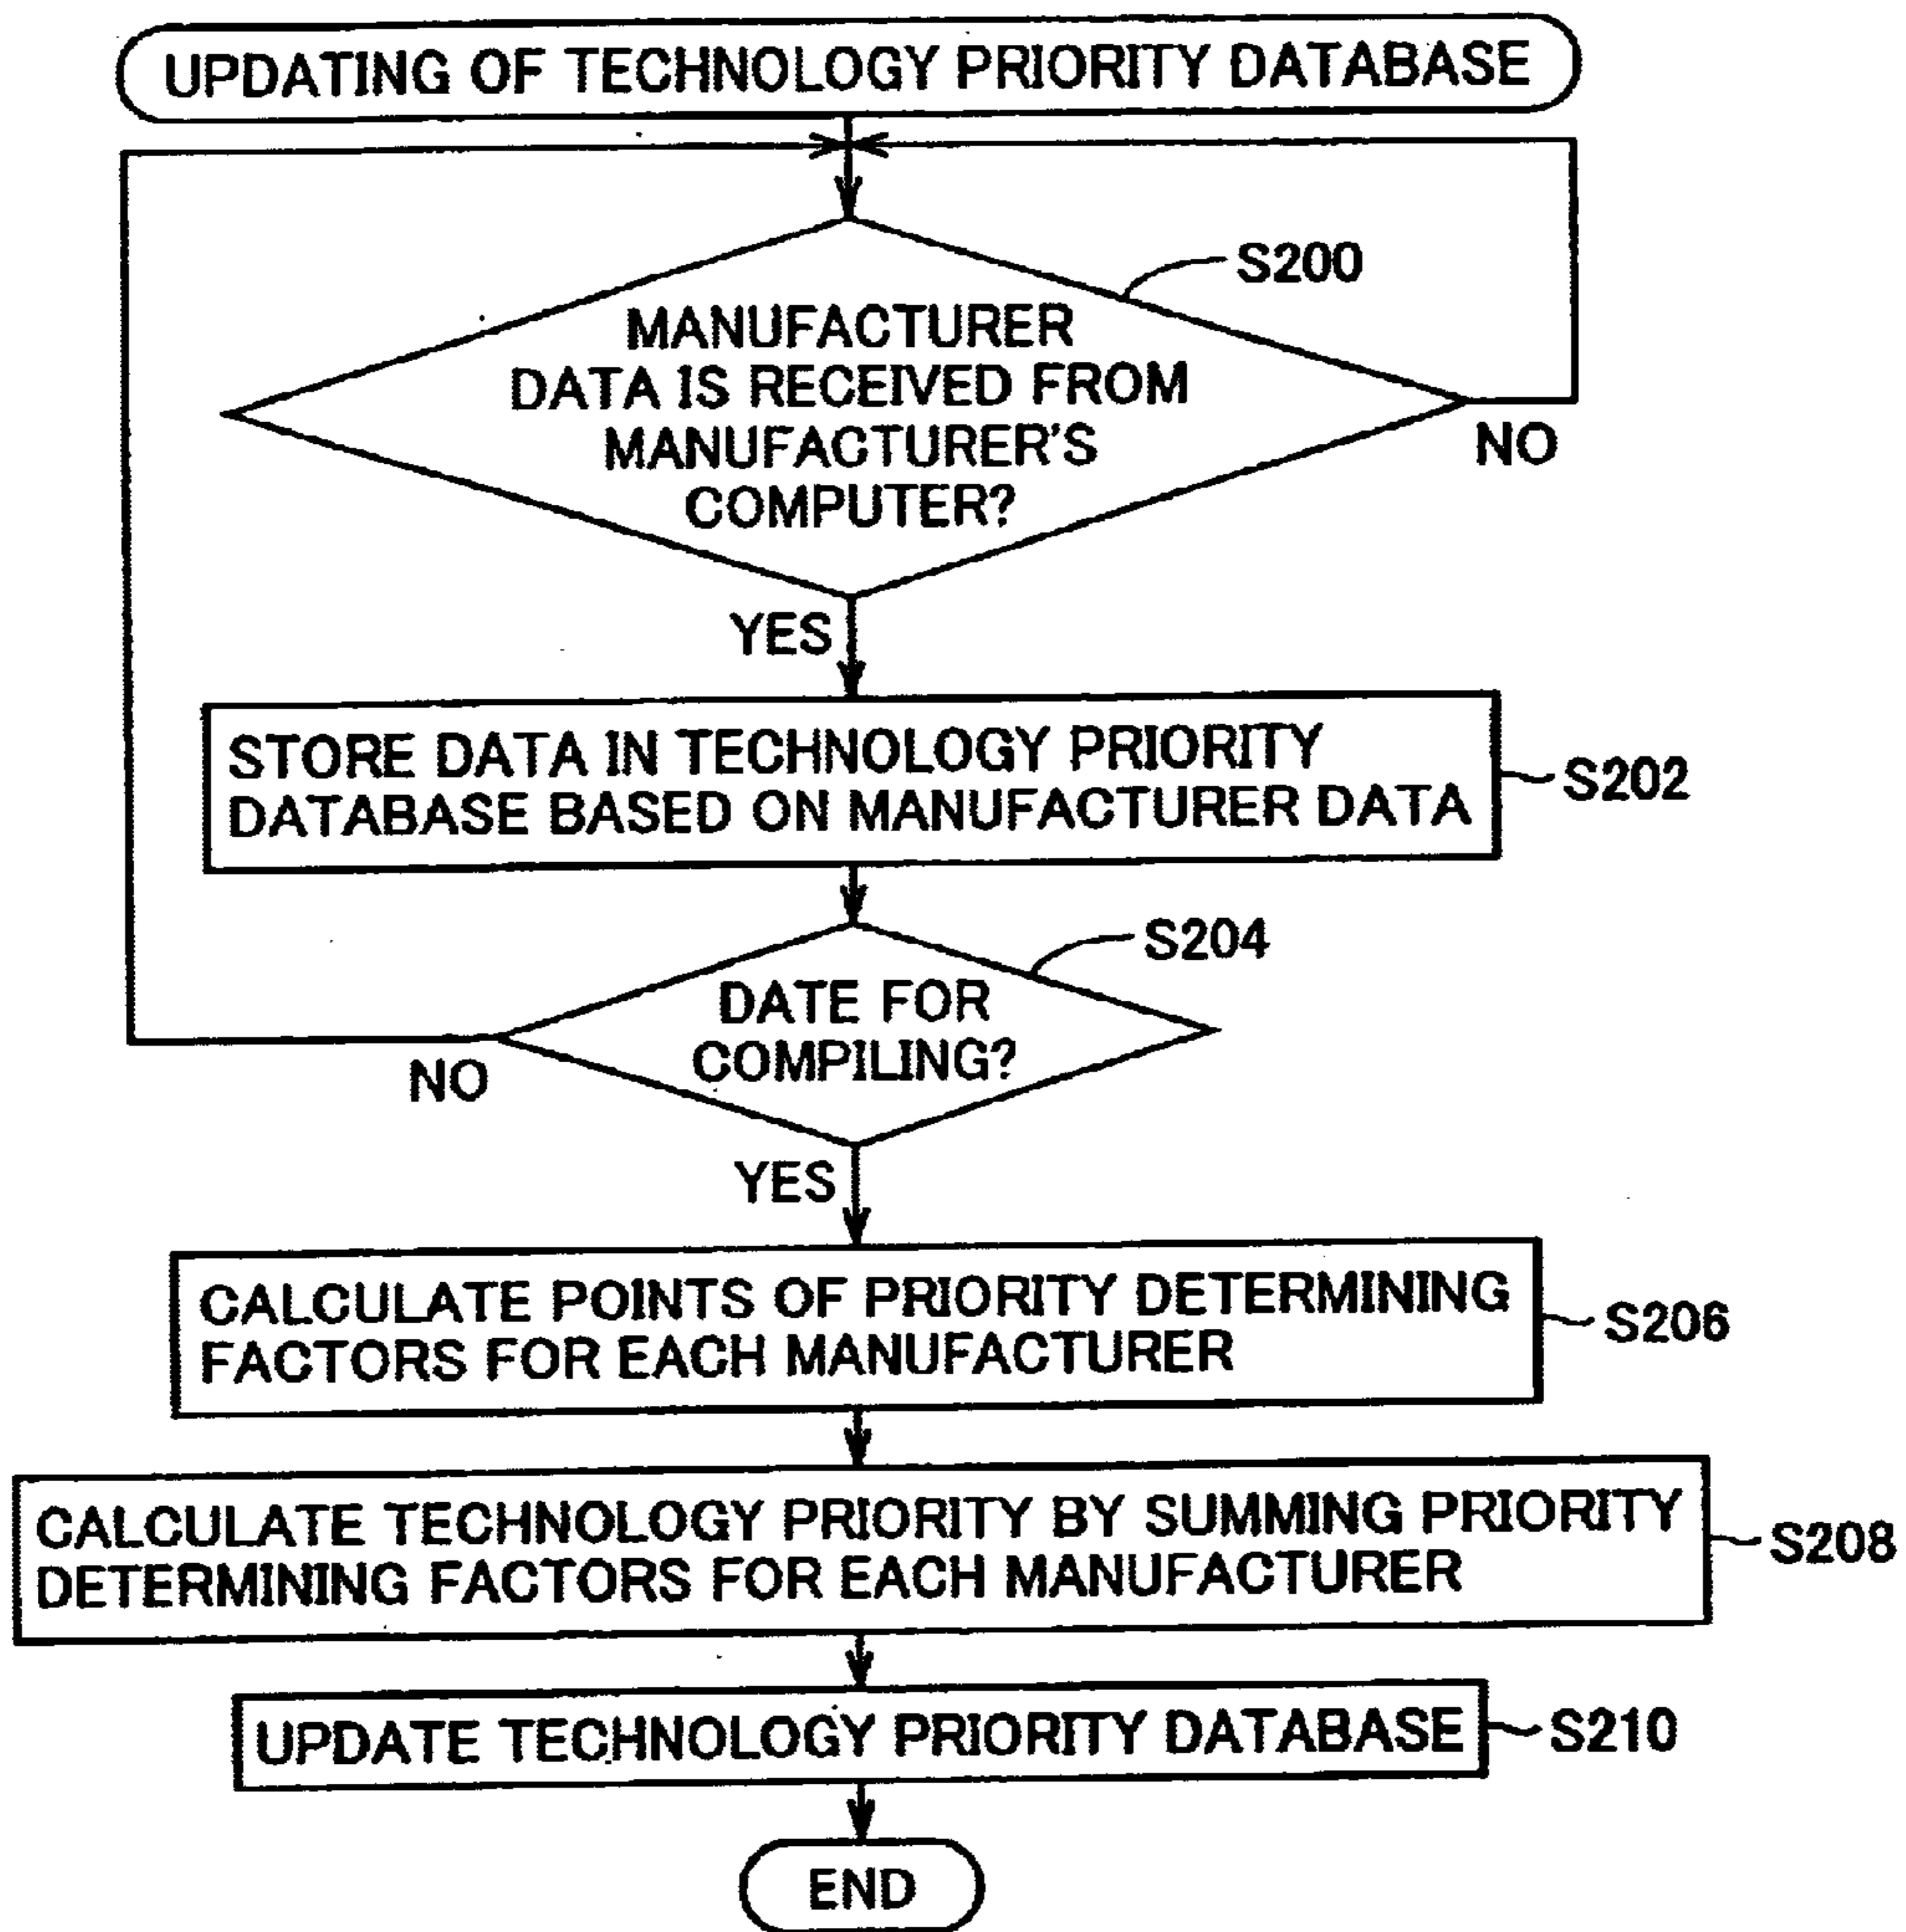 UPDATING OF TECHNOLOGY PRIORITY DATABASE
S200
MANUFACTURER
DATA IS RECEIVED FROM
MANUFACTURER'S
COMPUTER?
NO
YES
STORE DATA IN TECHNOLOGY PRIORITY
DATABASE BASED ON MANUFACTURER DATA
S202
S204
DATE FOR
COMPILING?
NO
YES
CALCULATE POINTS OF PRIORITY DETERMINING
FACTORS FOR EACH MANUFACTURER
S206
CALCULATE TECHNOLOGY PRIORITY BY SUMMING PRIORITY
DETERMINING FACTORS FOR EACH MANUFACTURER
S208
UPDATE TECHNOLOGY PRIORITY DATABASE
S210
END